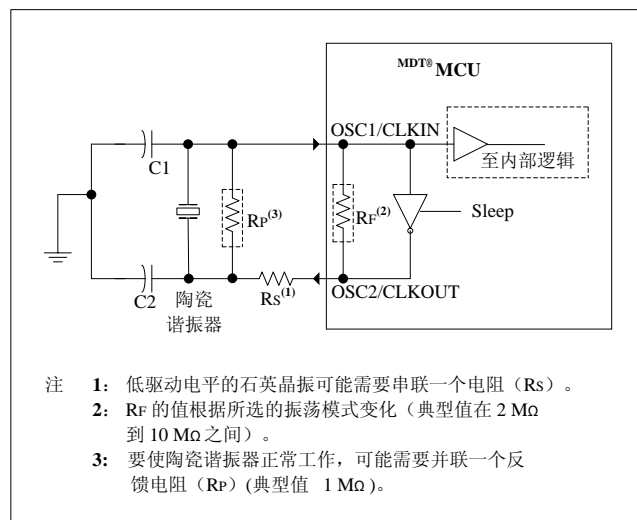 MDT® MCU
OSC1/CLKIN
至内部逻辑
C1
RP(3)
RF(2)
Sleep
C2
陶瓷
谐振器
RS(1)
OSC2/CLKOUT
注 1： 低驱动电平的石英晶振可能需要串联一个电阻（RS）。
2： RF 的值根据所选的振荡模式变化（典型值在 2 MΩ
到 10 MΩ 之间）。
3: 要使陶瓷谐振器正常工作，可能需要并联一个反
馈电阻（RP）(典型值 1 MΩ )。